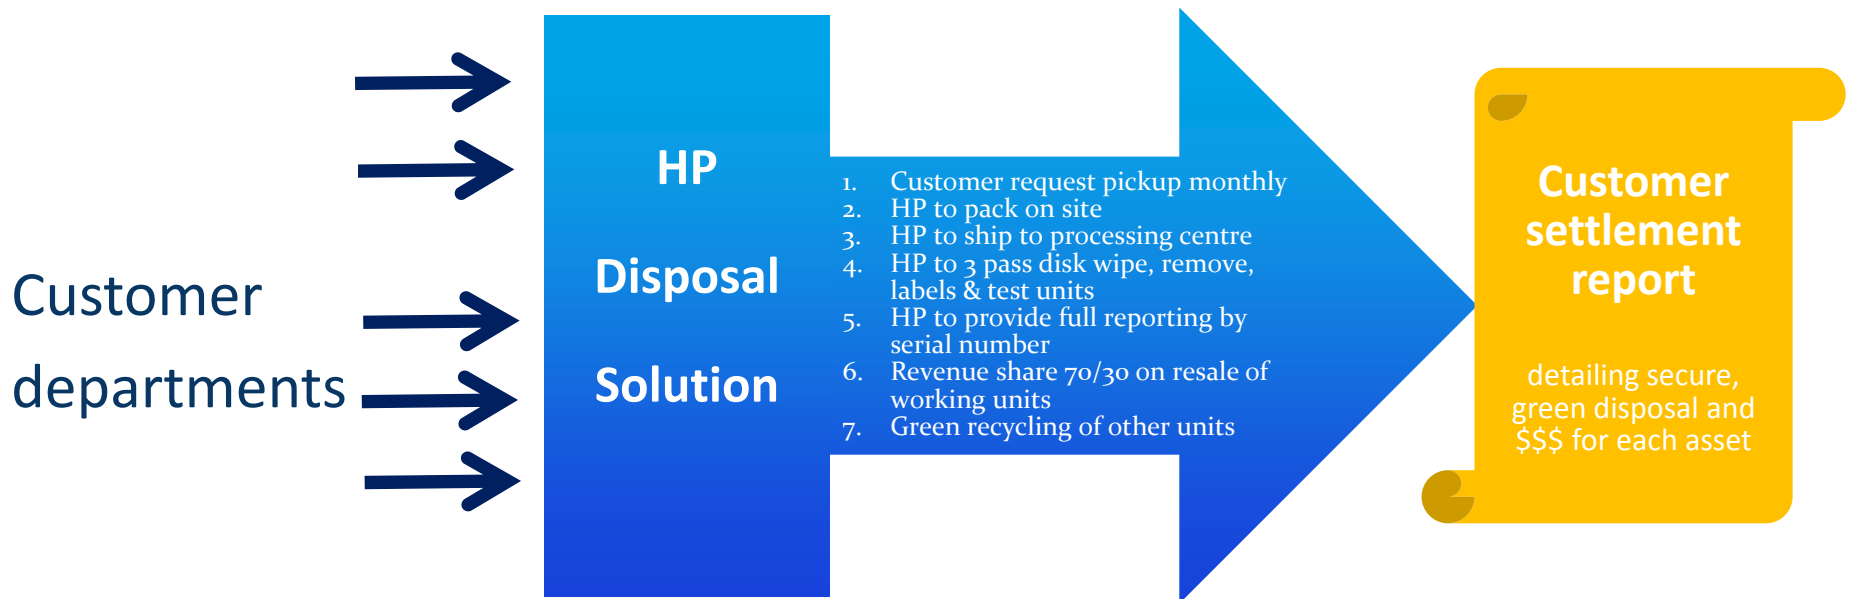 Customer
departments
HP
Disposal
Solution
1. Customer request pickup monthly
2. HP to pack on site
3. HP to ship to processing centre
4. HP to 3 pass disk wipe, remove,
labels & test units
5. HP to provide full reporting by
serial number
6. Revenue share 70/30 on resale of
working units
7. Green recycling of other units
Customer
settlement
report
detailing secure,
green disposal and
$$$ for each asset